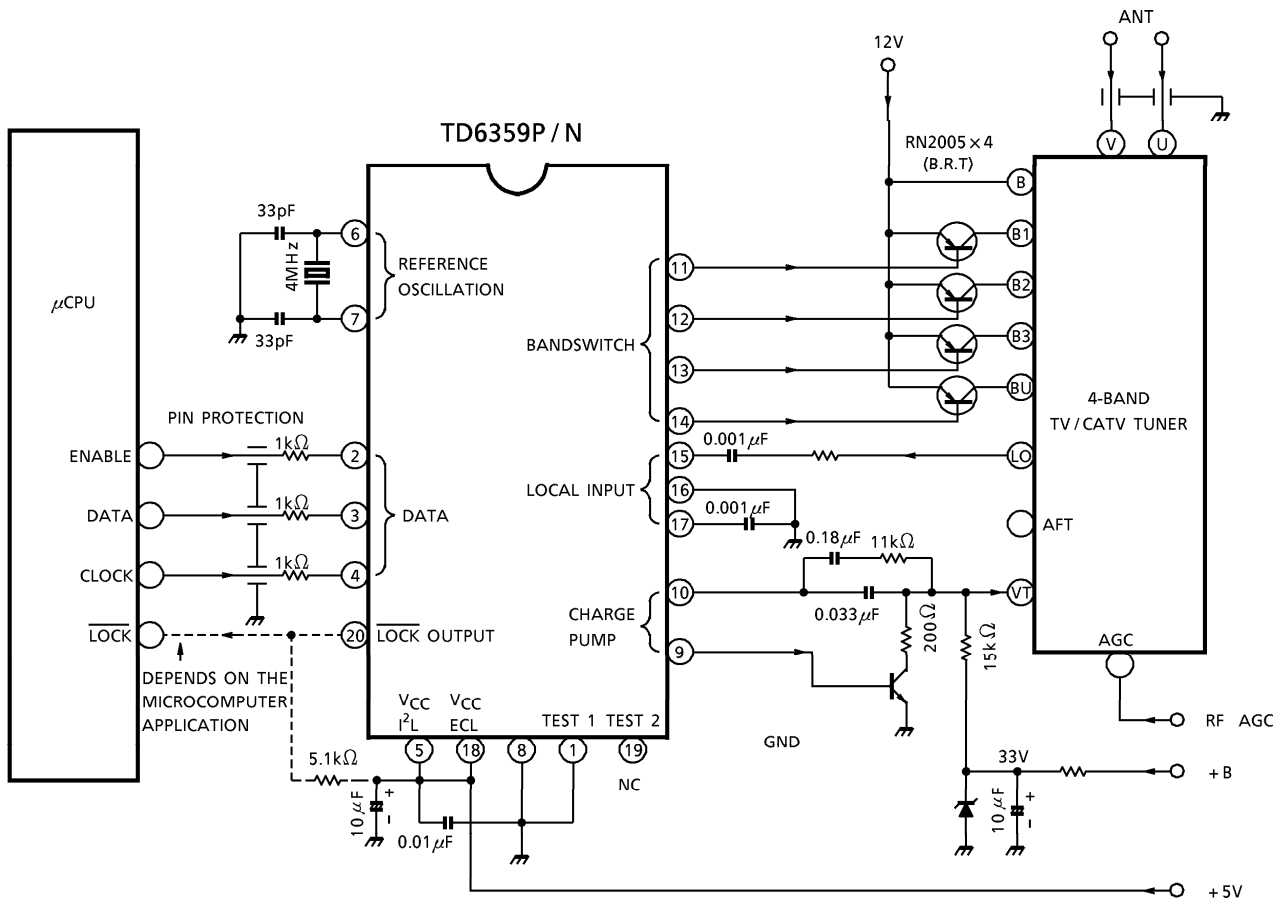 ANT
12V
TD6359P / N
RN2005×4
(B.R.T)
V
U
B
B1
B2
B3
BU
LO
AFT
VT
AGC
4-BAND
TV / CATV TUNER
μCPU
33pF
4MHz
33pF
6
7
REFERENCE
OSCILLATION
BANDSWITCH
11
12
13
14
PIN PROTECTION
ENABLE
1kΩ
2
DATA
1kΩ
3
DATA
CLOCK
1kΩ
4
LOCK
20
LOCK OUTPUT
DEPENDS ON THE
MICROCOMPUTER
APPLICATION
LOCAL INPUT
15
16
17
0.001μF
0.001μF
0.18μF
11kΩ
0.033μF
CHARGE
PUMP
10
9
200Ω
15kΩ
VCC
I2L
VCC
ECL
TEST 1
TEST 2
5
18
8
1
19
NC
GND
5.1kΩ
10μF
+
-
0.01μF
33V
10μF
+
-
RF AGC
+B
+5V